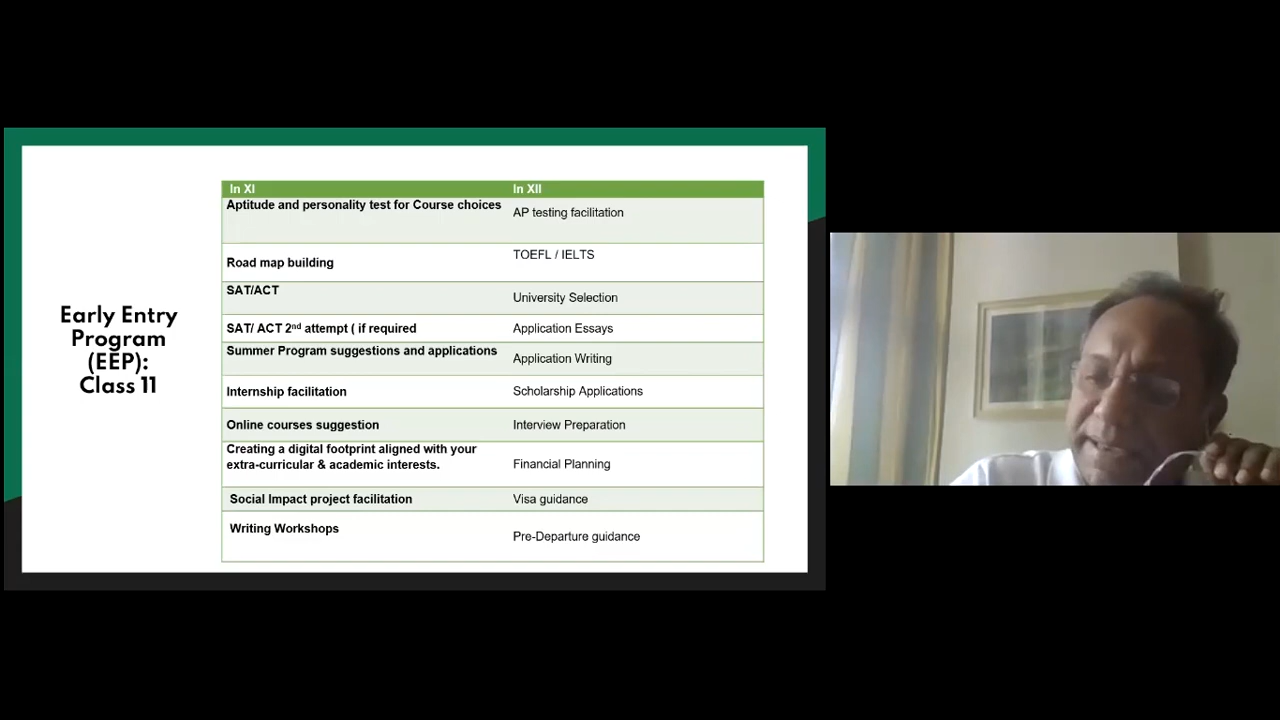 Early Entry
Program
(EEP):
Class 11
In XI In XII
Aptitude and personality test for Course choices AP testing facilitation
Road map building TOEFL / IELTS
SAT/ACT University Selection
SAT/ ACT 2nd attempt ( if required Application Essays
Summer Program suggestions and applications Application Writing
Internship facilitation Scholarship Applications
Online courses suggestion Interview Preparation
Creating a digital footprint aligned with your
extra-curricular & academic interests. Financial Planning
Social Impact project facilitation Visa guidance
Writing Workshops Pre-Departure guidance